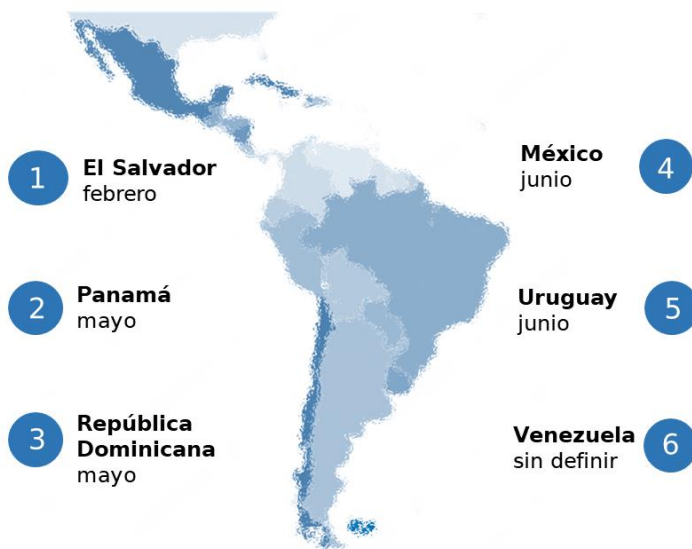 1
El Salvador
febrero
2
Panamá
mayo
3
República
Dominicana
mayo
México
4
junio
Uruguay
5
junio
Venezuela
6
sin definir